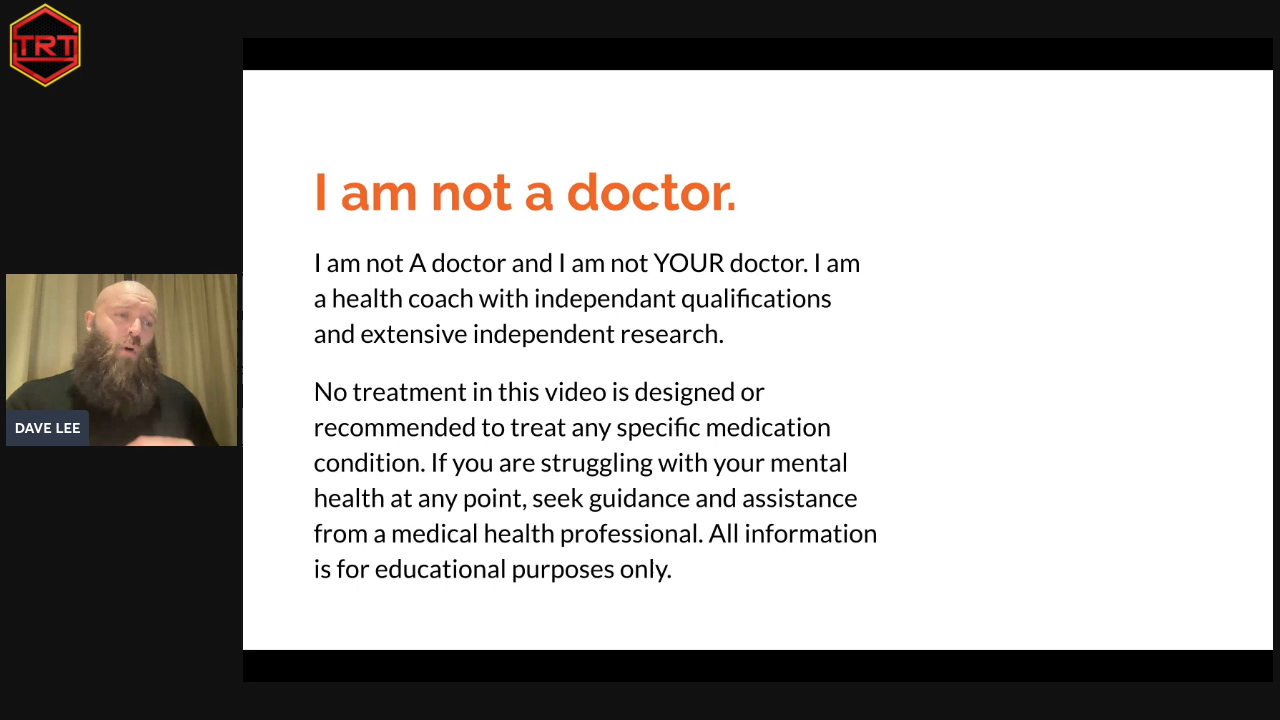 TRT
I am not a doctor.
I am not A doctor and I am not YOUR doctor. I am
a health coach with independant qualifications
and extensive independent research.
No treatment in this video is designed or
recommended to treat any specific medication
condition. If you are struggling with your mental
health at any point, seek guidance and assistance
from a medical health professional. All information
is for educational purposes only.
DAVE LEE